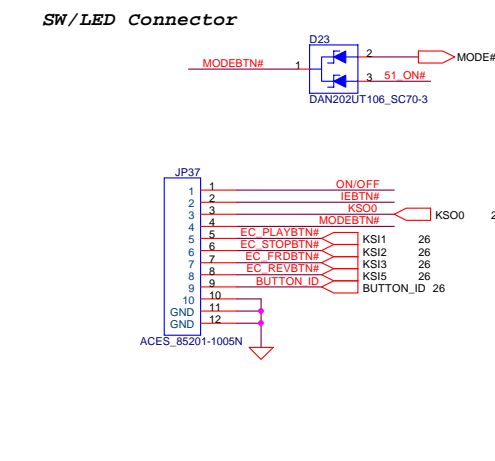 SW/LED Connector
D23
MODEBTN# 1 2 MODE#
3 51_ON#
DAN202UT106_SC70-3
JP37
1 1 ON/OFF
2 2 IEBTN#
3 3 KSO0 KSO0 2
4 4 MODEBTN#
5 5 EC_PLAYBTN# KSI1 26
6 6 EC_STOPBTN# KSI2 26
7 7 EC_FRDBTN# KSI3 26
8 8 EC_REVBTN# KSI5 26
9 9 BUTTON_ID BUTTON_ID 26
10 10
GND 11
GND 12
ACES_85201-1005N